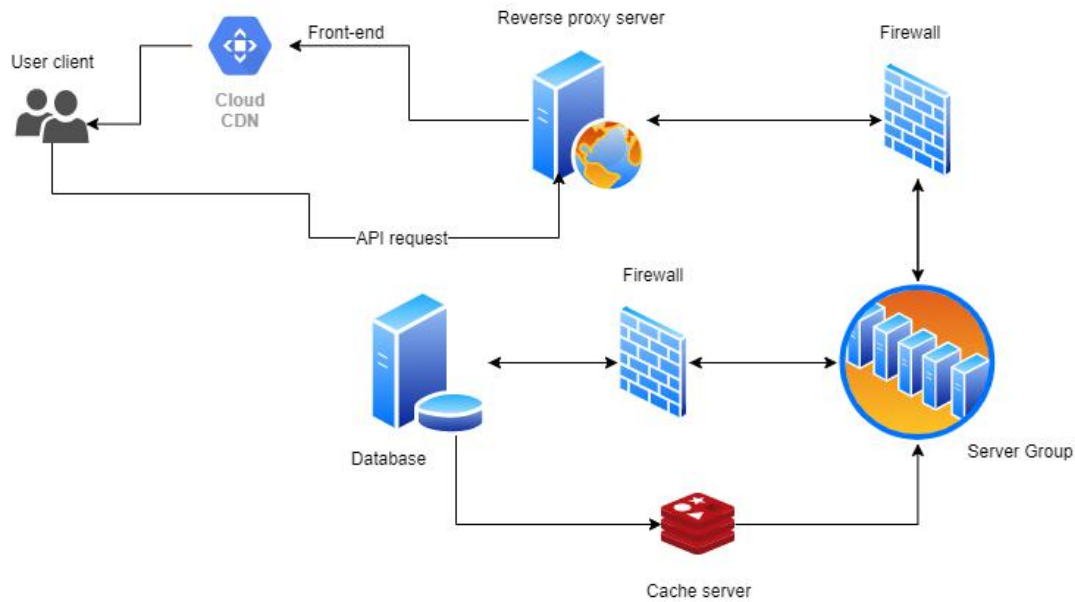 Reverse proxy server
Firewall
Front-end
User client
Cloud
CDN
API request
Firewall
Database
Server Group
Cache server